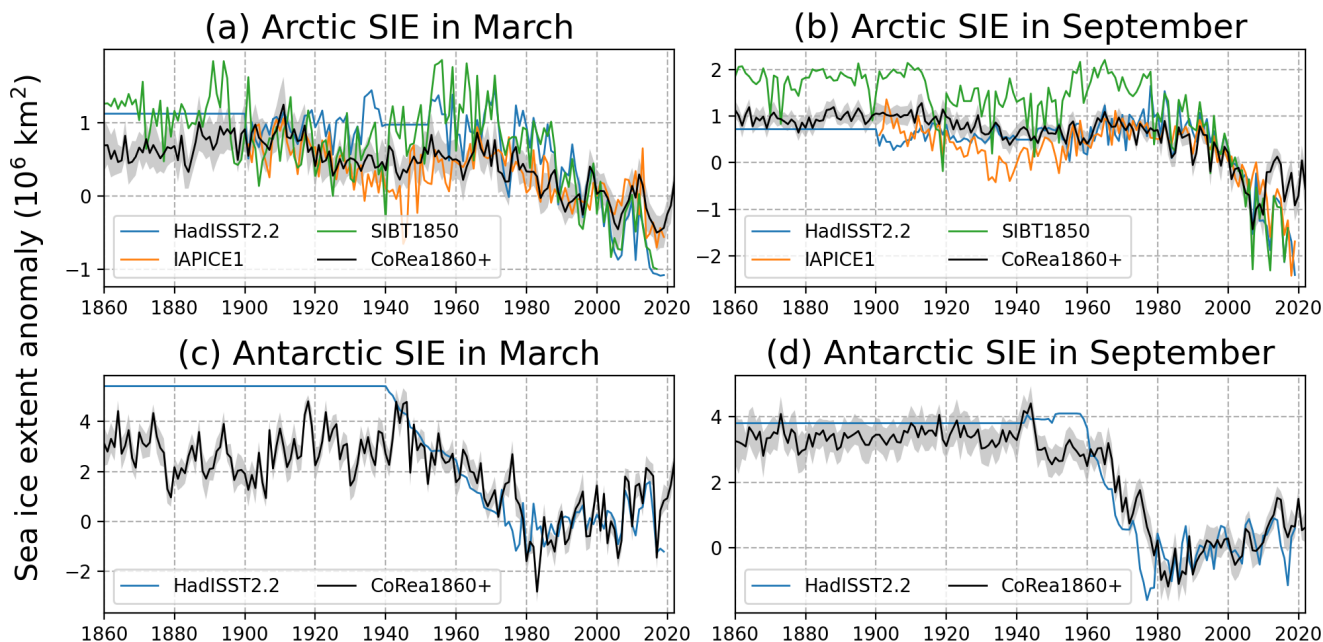 (a) Arctic SIE in March
(b) Arctic SIE in September
Sea ice extent anomaly (10⁶ km²)
1
0
−1
HadISST2.2
SIBT1850
IAPICE1
CoRea1860+
1860 1880 1900 1920 1940 1960 1980 2000 2020
2
1
0
−1
−2
HadISST2.2
SIBT1850
IAPICE1
CoRea1860+
1860 1880 1900 1920 1940 1960 1980 2000 2020
(c) Antarctic SIE in March
(d) Antarctic SIE in September
4
2
0
−2
HadISST2.2
CoRea1860+
1860 1880 1900 1920 1940 1960 1980 2000 2020
4
2
0
HadISST2.2
CoRea1860+
1860 1880 1900 1920 1940 1960 1980 2000 2020